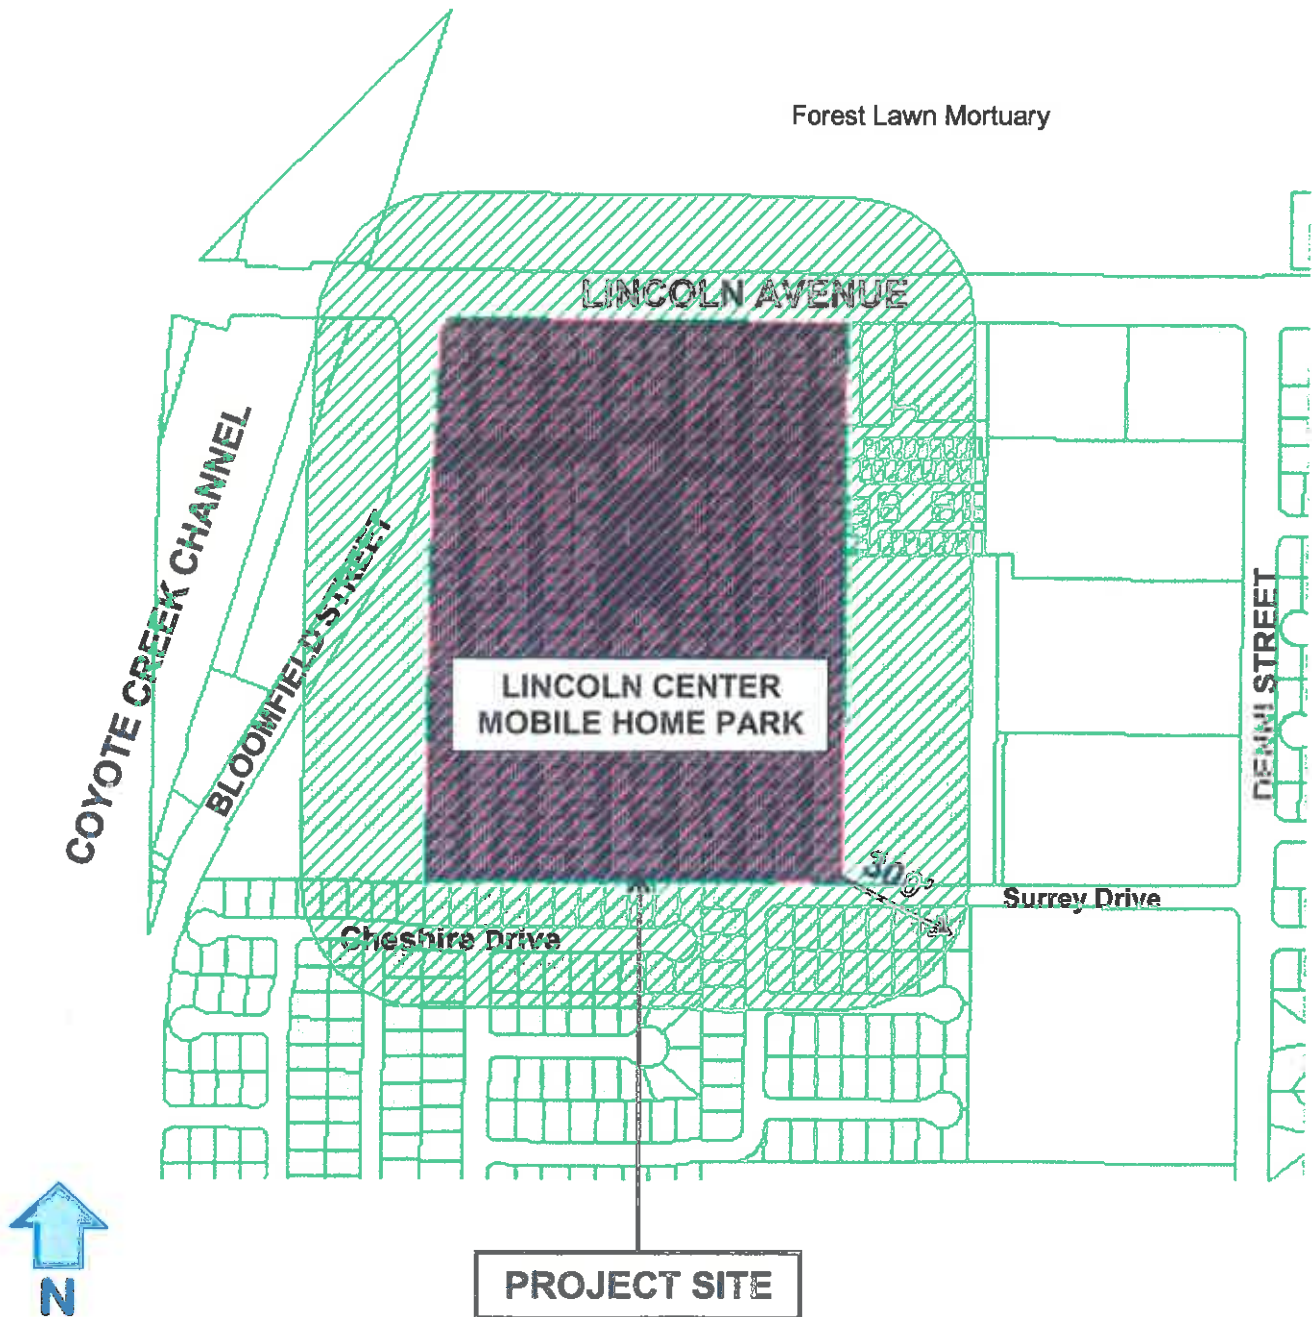 Forest Lawn Mortuary
LINCOLN AVENUE
COYOTE CREEK CHANNEL
BLOOMFIELD STREET
LINCOLN CENTER
MOBILE HOME PARK
DENNI STREET
300'
Surrey Drive
Cheshire Drive
N
PROJECT SITE